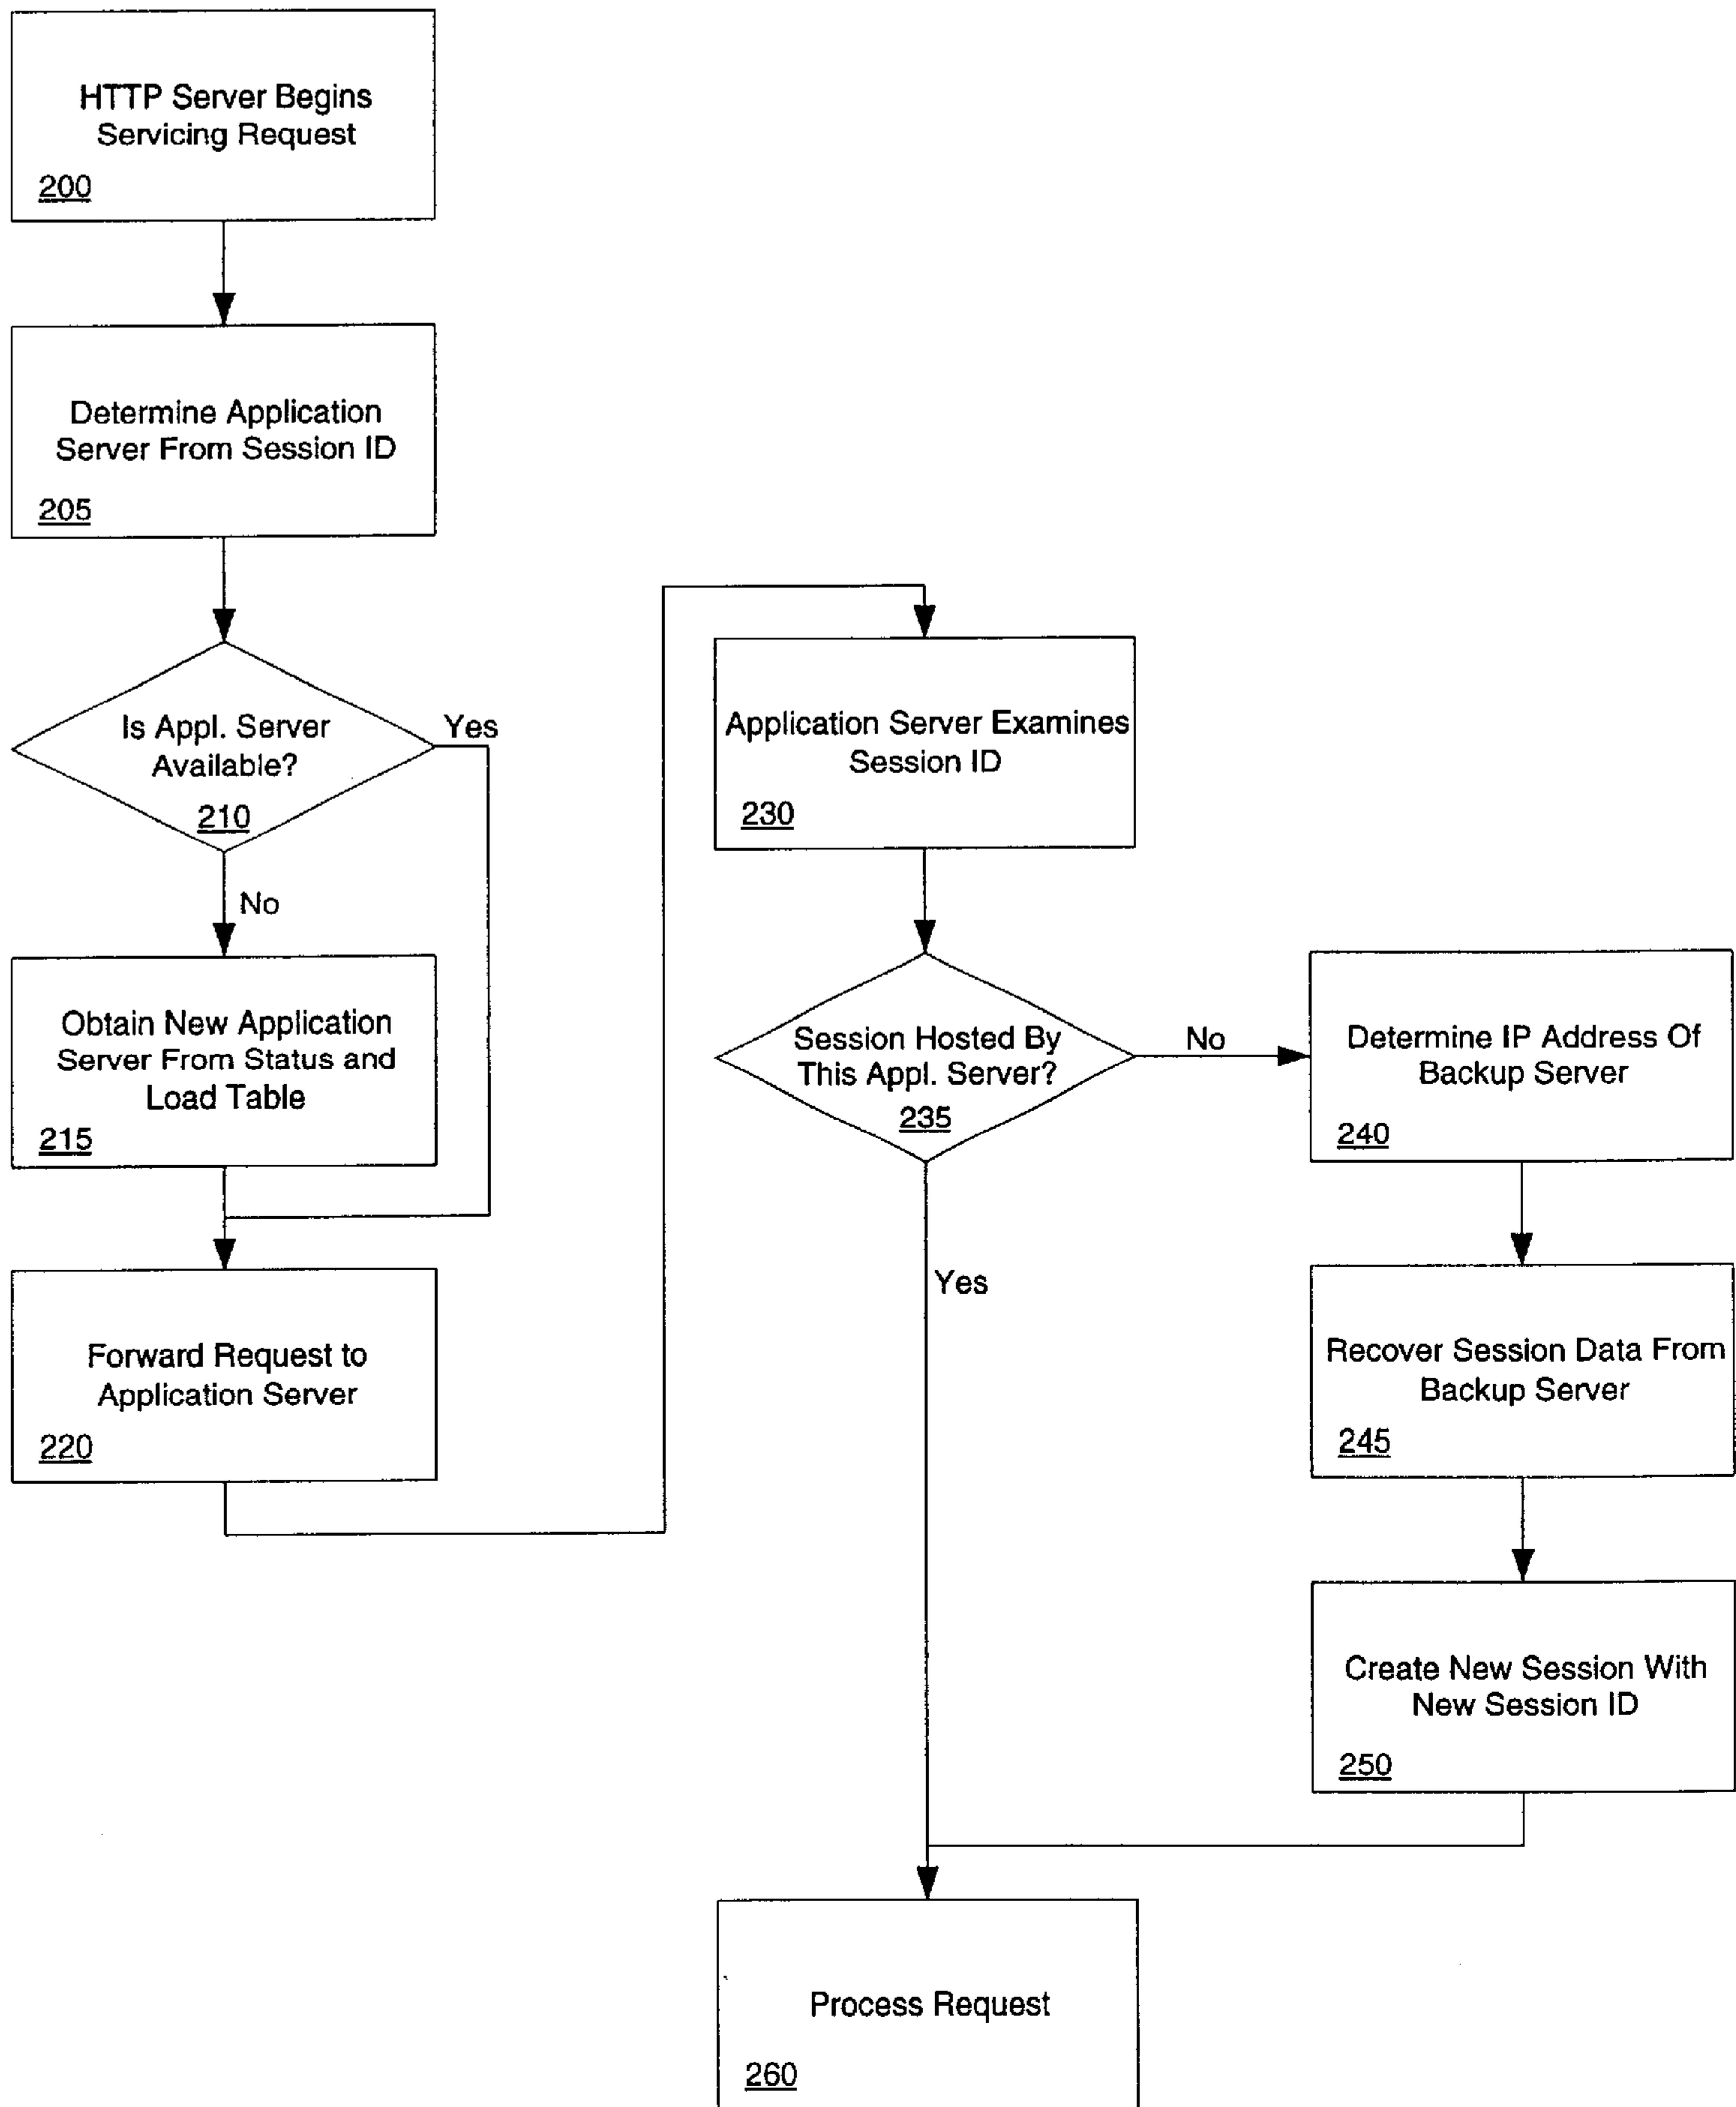 HTTP Server Begins
Servicing Request
200
Determine Application
Server From Session ID
205
Is Appl. Server
Available?
210
Yes
No
Obtain New Application
Server From Status and
Load Table
215
Forward Request to
Application Server
220
Application Server Examines
Session ID
230
Session Hosted By
This Appl. Server?
235
No
Yes
Determine IP Address Of
Backup Server
240
Recover Session Data From
Backup Server
245
Create New Session With
New Session ID
250
Process Request
260